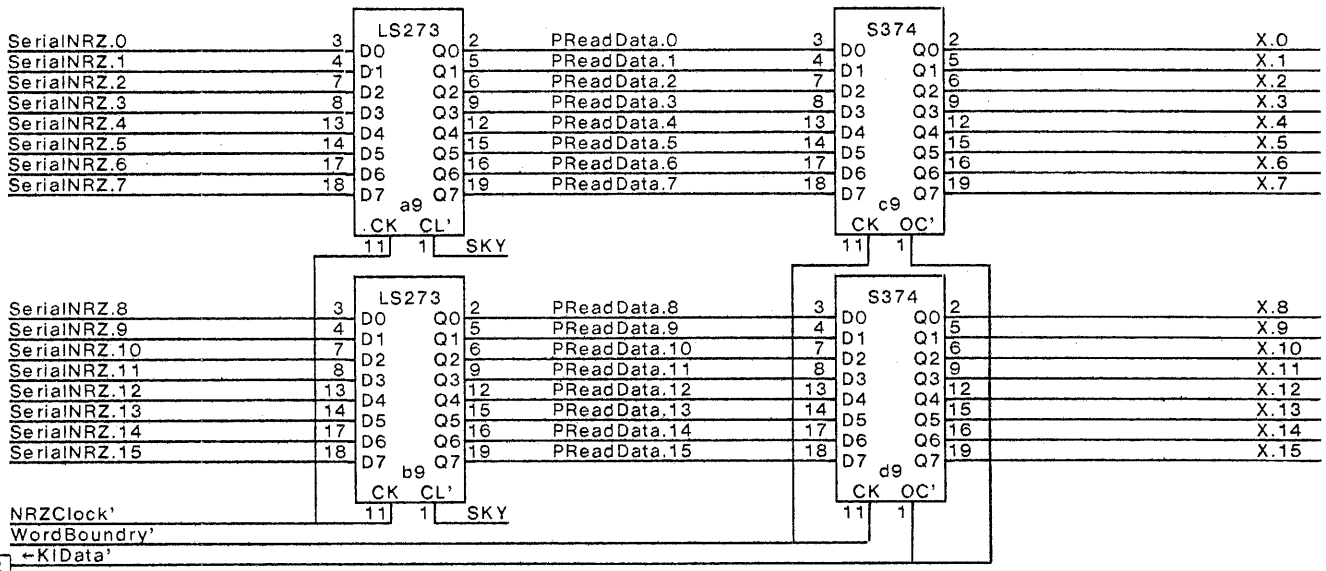 LS273 S374
SerialNRZ.0 3 D0 Q0 2 PReadData.0 3 D0 Q0 2 X.0
SerialNRZ.1 4 D1 Q1 5 PReadData.1 4 D1 Q1 5 X.1
SerialNRZ.2 7 D2 Q2 6 PReadData.2 7 D2 Q2 6 X.2
SerialNRZ.3 8 D3 Q3 9 PReadData.3 8 D3 Q3 9 X.3
SerialNRZ.4 13 D4 Q4 12 PReadData.4 13 D4 Q4 12 X.4
SerialNRZ.5 14 D5 Q5 15 PReadData.5 14 D5 Q5 15 X.5
SerialNRZ.6 17 D6 Q6 16 PReadData.6 17 D6 Q6 16 X.6
SerialNRZ.7 18 D7 Q7 19 PReadData.7 18 D7 Q7 19 X.7
a9 c9
CK CL' CK OC'
11 1 SKY 11 1
LS273 S374
SerialNRZ.8 3 D0 Q0 2 PReadData.8 3 D0 Q0 2 X.8
SerialNRZ.9 4 D1 Q1 5 PReadData.9 4 D1 Q1 5 X.9
SerialNRZ.10 7 D2 Q2 6 PReadData.10 7 D2 Q2 6 X.10
SerialNRZ.11 8 D3 Q3 9 PReadData.11 8 D3 Q3 9 X.11
SerialNRZ.12 13 D4 Q4 12 PReadData.12 13 D4 Q4 12 X.12
SerialNRZ.13 14 D5 Q5 15 PReadData.13 14 D5 Q5 15 X.13
SerialNRZ.14 17 D6 Q6 16 PReadData.14 17 D6 Q6 16 X.14
SerialNRZ.15 18 D7 Q7 19 PReadData.15 18 D7 Q7 19 X.15
b9 d9
CK CL' CK OC'
NRZClock' 11 1 SKY 11 1
WordBoundry'
←KIData'